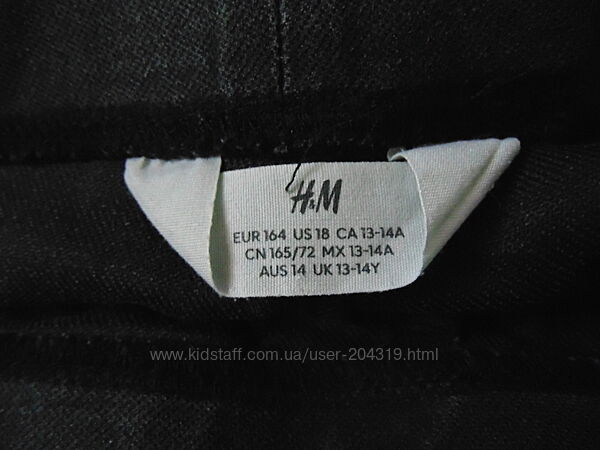 H&M
EUR 164 US 18 CA 13-14A
CN 165/72 MX 13-14A
AUS 14 UK 13-14Y
www.kidstaff.com.ua/user-204319.html